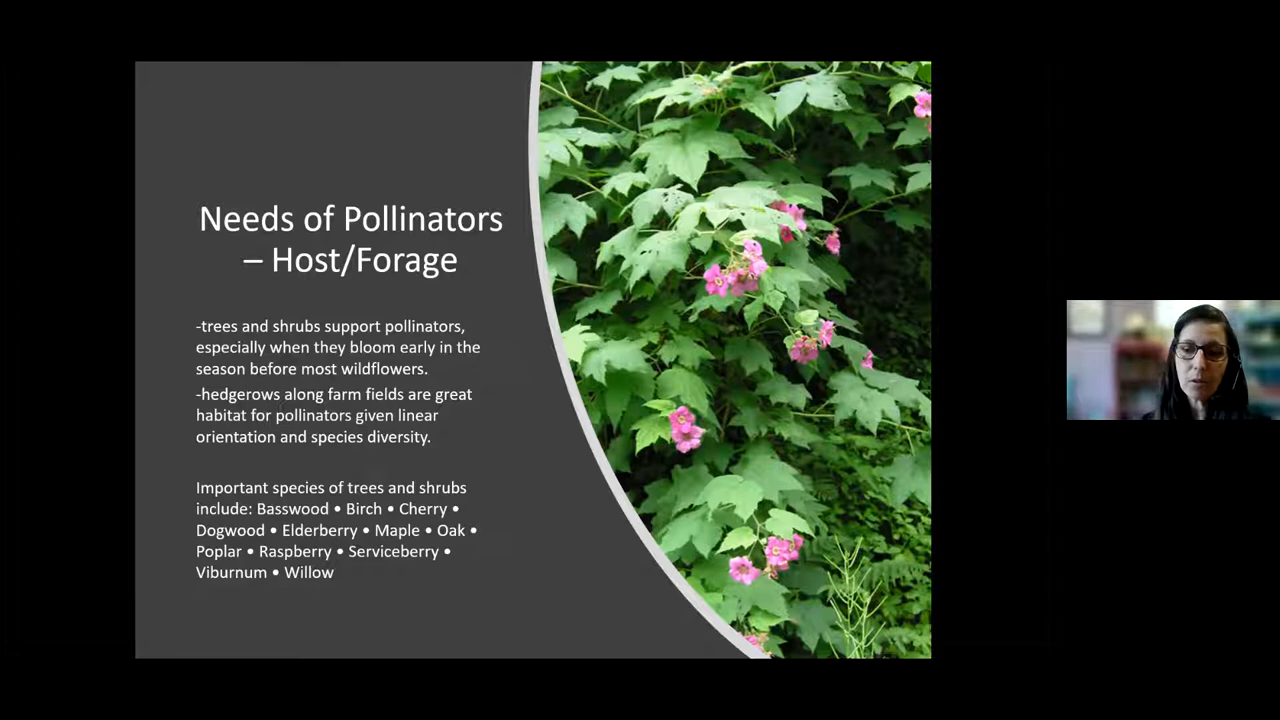 Needs of Pollinators
– Host/Forage
-trees and shrubs support pollinators,
especially when they bloom early in the
season before most wildflowers.
-hedgerows along farm fields are great
habitat for pollinators given linear
orientation and species diversity.
Important species of trees and shrubs
include: Basswood • Birch • Cherry •
Dogwood • Elderberry • Maple • Oak •
Poplar • Raspberry • Serviceberry •
Viburnum • Willow